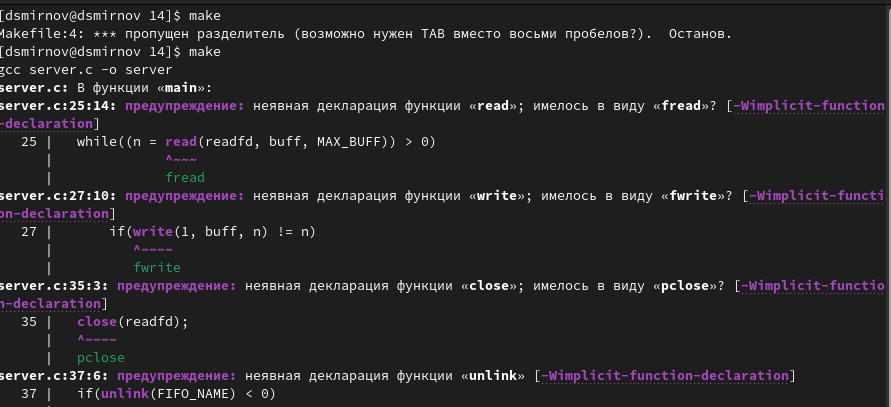 [dsmirnov@dsmirnov 14]$ make
Makefile:4: *** пропущен разделитель (возможно нужен TAB вместо восьми пробелов?).  Останов.
[dsmirnov@dsmirnov 14]$ make
gcc server.c -o server
server.c: В функции «main»:
server.c:25:14: предупреждение: неявная декларация функции «read»; имелось в виду «fread»? [-Wimplicit-function
-declaration]
   25 |   while((n = read(readfd, buff, MAX_BUFF)) > 0)
      |              ^~~~
      |              fread
server.c:27:10: предупреждение: неявная декларация функции «write»; имелось в виду «fwrite»? [-Wimplicit-functi
on-declaration]
   27 |       if(write(1, buff, n) != n)
      |          ^~~~~
      |          fwrite
server.c:35:3: предупреждение: неявная декларация функции «close»; имелось в виду «pclose»? [-Wimplicit-functio
n-declaration]
   35 |   close(readfd);
      |   ^~~~~
      |   pclose
server.c:37:6: предупреждение: неявная декларация функции «unlink» [-Wimplicit-function-declaration]
   37 |   if(unlink(FIFO_NAME) < 0)